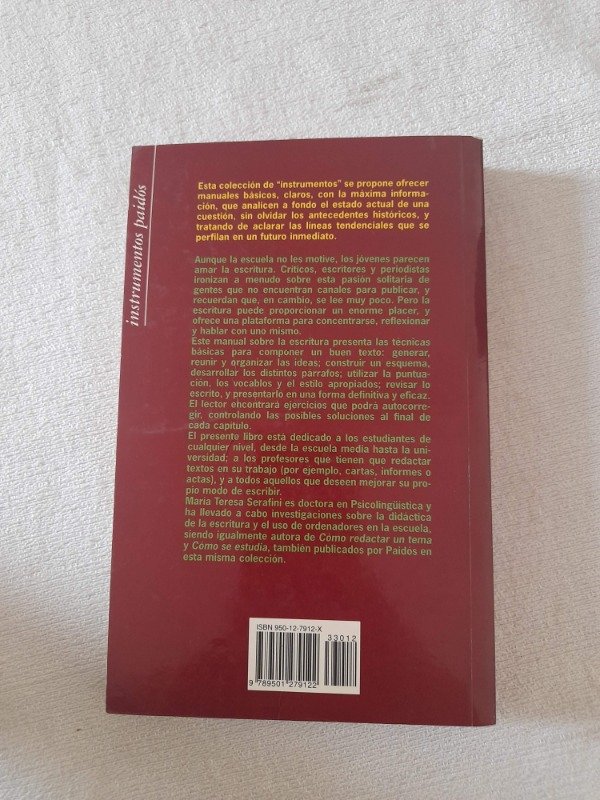 instrumentos paidós
Esta colección de "instrumentos" se propone ofrecer
manuales básicos, claros, con la máxima informa-
ción, que analicen a fondo el estado actual de una
cuestión, sin olvidar los antecedentes históricos, y
tratando de aclarar las líneas tendenciales que se
perfilan en un futuro inmediato.
Aunque la escuela no les motive, los jóvenes parecen
amar la escritura. Críticos, escritores y periodistas
ironizan a menudo sobre esta pasión solitaria de
gentes que no encuentran canales para publicar, y
recuerdan que, en cambio, se lee muy poco. Pero la
escritura puede proporcionar un enorme placer, y
ofrece una plataforma para concentrarse, reflexionar
y hablar con uno mismo.
Este manual sobre la escritura presenta las técnicas
básicas para componer un buen texto: generar,
reunir y organizar las ideas; construir un esquema,
desarrollar los distintos párrafos; utilizar la puntua-
ción, los vocablos y el estilo apropiados; revisar lo
escrito, y presentarlo en una forma definitiva y eficaz.
El lector encontrará ejercicios que podrá autocorre-
gir, controlando las posibles soluciones al final de
cada capítulo.
El presente libro está dedicado a los estudiantes de
cualquier nivel, desde la escuela media hasta la uni-
versidad; a los profesores que tienen que redactar
textos en su trabajo (por ejemplo, cartas, informes o
actas), y a todos aquellos que deseen mejorar su pro-
pio modo de escribir.
María Teresa Serafini es doctora en Psicolingüística y
ha llevado a cabo investigaciones sobre la didáctica
de la escritura y el uso de ordenadores en la escuela,
siendo igualmente autora de Cómo redactar un tema
y Cómo se estudia, también publicados por Paidós en
esta misma colección.
ISBN 950-12-7912-X
33012
9 789501 279122